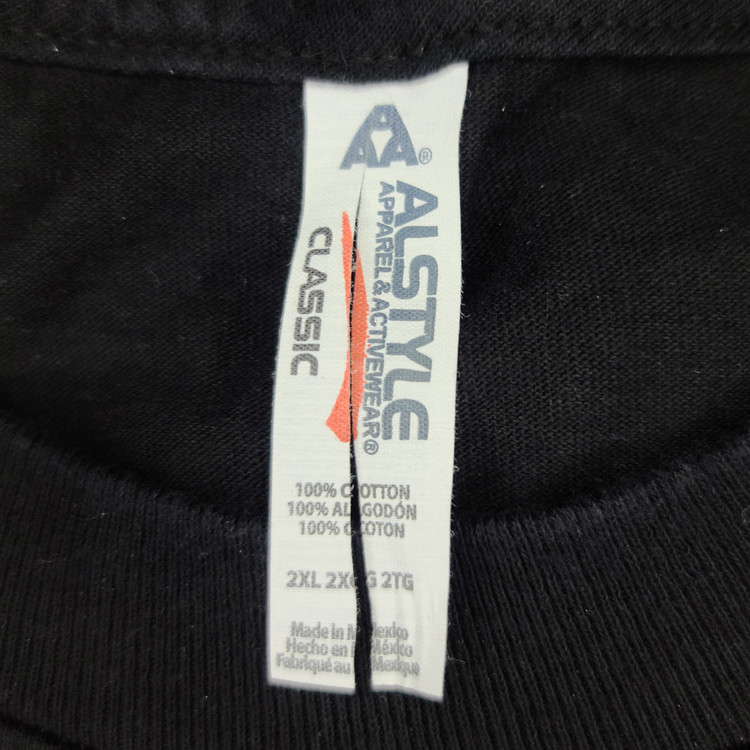 AAA®
ALSTYLE
APPAREL & ACTIVEWEAR®
CLASSIC
100% COTTON
100% ALGODÓN
100% COTON
2XL 2XG 2TG
Made in Mexico
Hecho en México
Fabriqué au Mexique